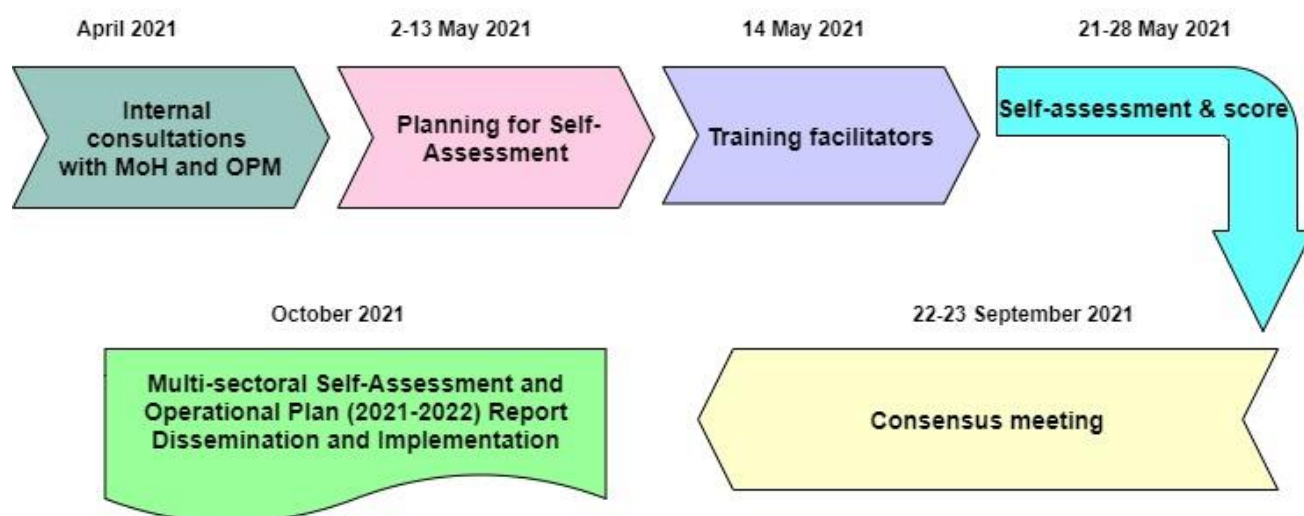 April 2021
2-13 May 2021
14 May 2021
21-28 May 2021
Internal
consultations
with MoH and OPM
Planning for Self-
Assessment
Training facilitators
Self-assessment & score
October 2021
22-23 September 2021
Multi-sectoral Self-Assessment and
Operational Plan (2021-2022) Report
Dissemination and Implementation
Consensus meeting